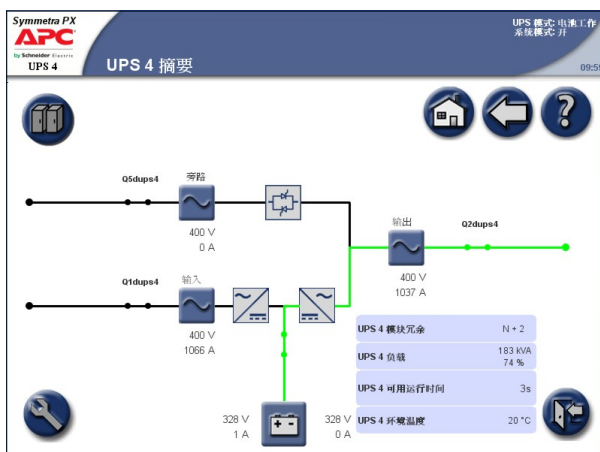 Symmetra PX
APC
by Schneider Electric
UPS 4
UPS 4 摘要
UPS 模式: 电池工作
系统模式: 开
09:59
Q5dups4
旁路
400 V
0 A
输出
Q2dups4
400 V
1037 A
Q1dups4
输入
400 V
1066 A
UPS 4 模块冗余 N + 2
UPS 4 负载 183 kVA
74 %
UPS 4 可用运行时间 3s
UPS 4 环境温度 20 °C
328 V
1 A
328 V
0 A